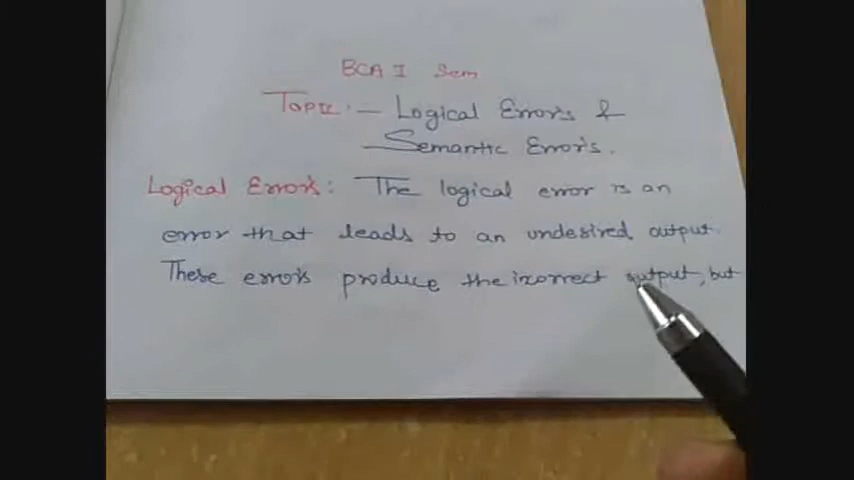 BCA I Sem
Topic :- Logical Errors &
Semantic Errors.
Logical Errors: The logical error is an
error that leads to an undesired output.
These errors produce the incorrect output, but